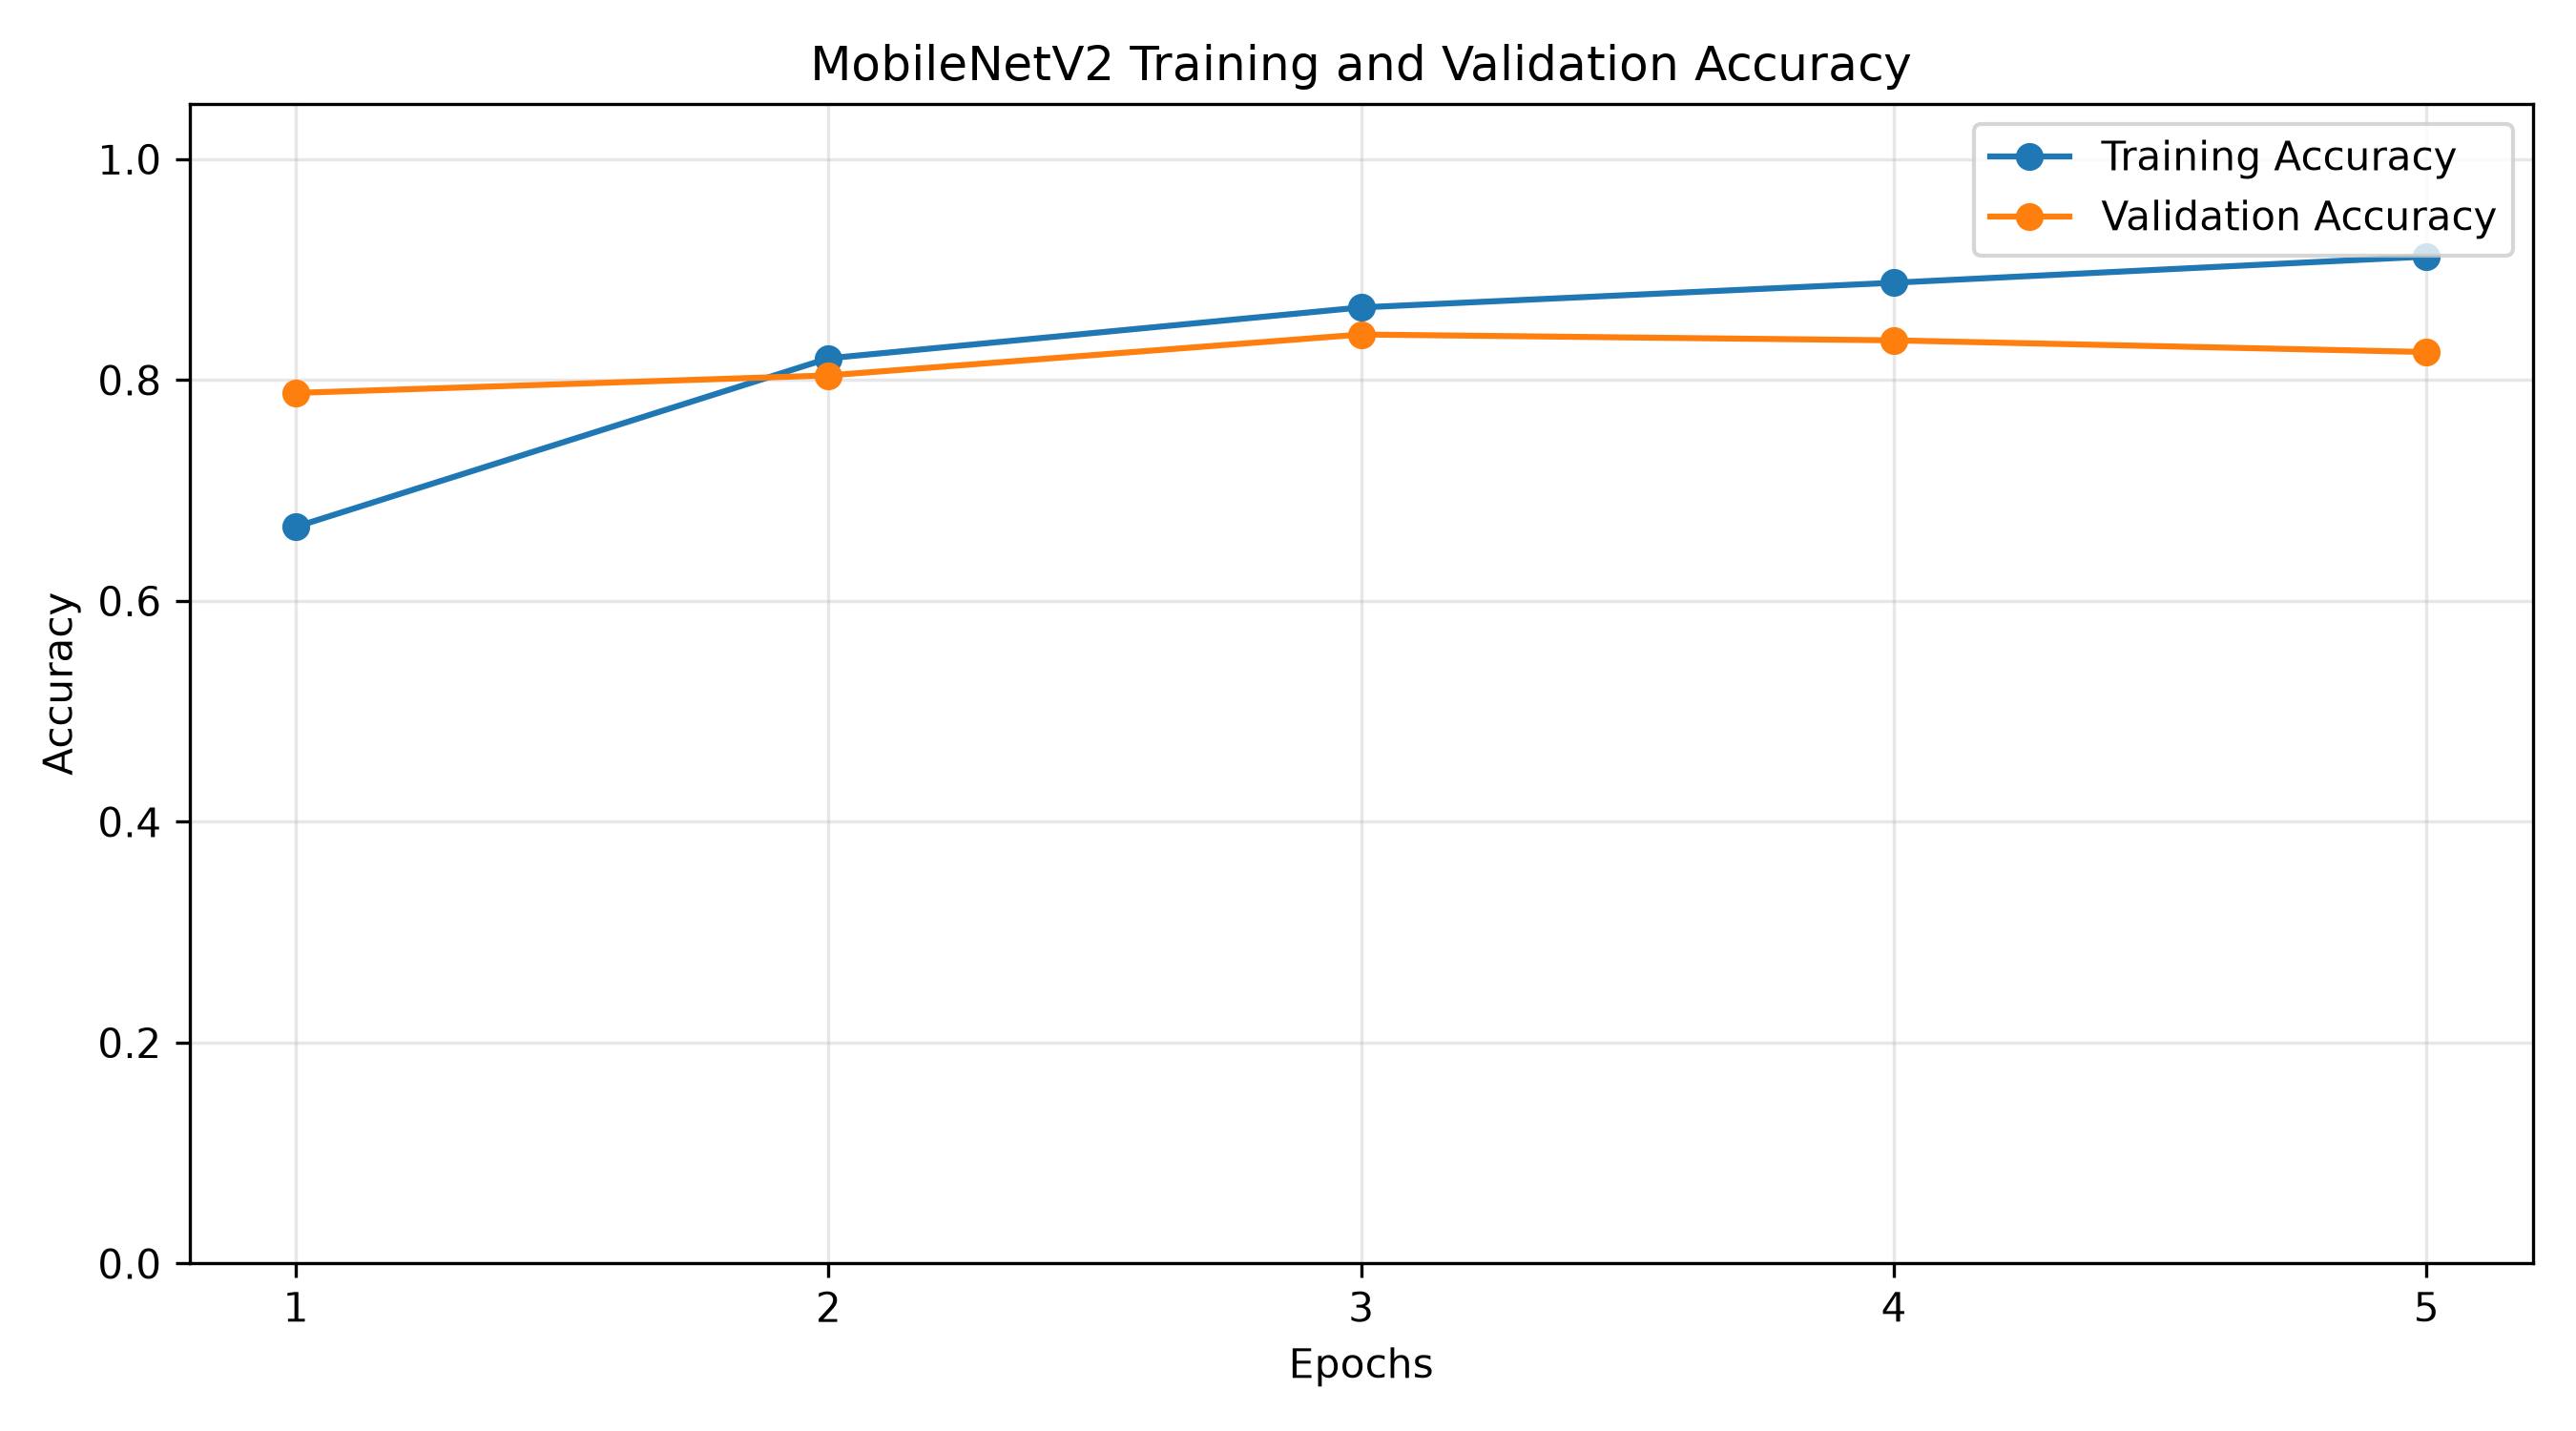 MobileNetV2 Training and Validation Accuracy
Training Accuracy
Validation Accuracy
1.0
0.8
0.6
0.4
0.2
0.0
Accuracy
1 2 3 4 5
Epochs